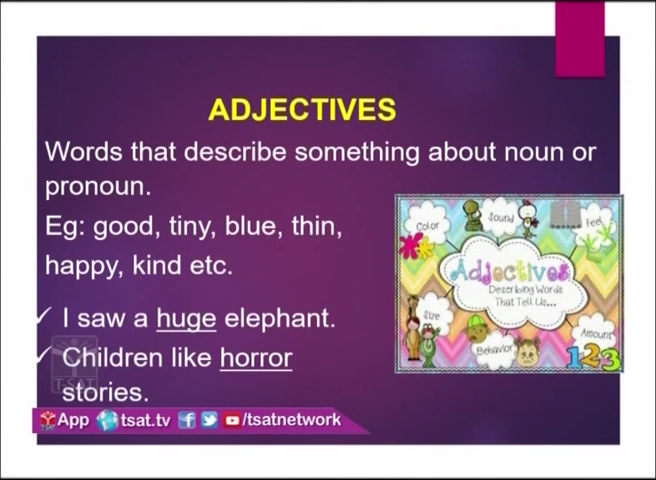 ADJECTIVES
Words that describe something about noun or
pronoun.
Eg: good, tiny, blue, thin,
happy, kind etc.
I saw a huge elephant.
Children like horror
stories.
Color
Sound
Feel
Adjectives
Describing Words
That Tell Us...
Size
Behavior
Amount
123
T-SAT
App tsat.tv /tsatnetwork